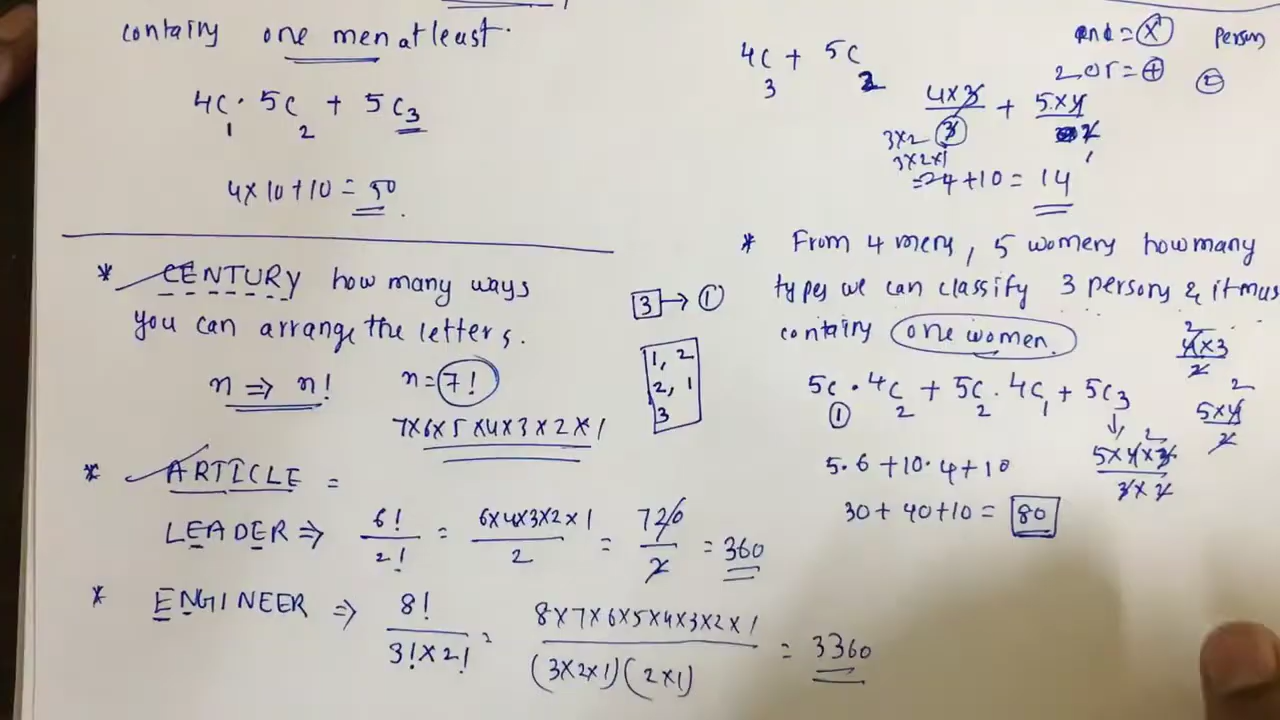 contain one men atleast.
4C1 · 5C2 + 5C3
4×10+10 = 50
* CENTURY how many ways
you can arrange the letters.
n ⇒ n! n = 7!
7×6×5×4×3×2×1
* ARTICLE =
LEADER ⇒ 6!/2! = 6×4×3×2×1/2 = 720/2 = 360
* ENGINEER ⇒ 8!/3!×2! = 8×7×6×5×4×3×2×1/(3×2×1)(2×1) = 3360
3 → 1
1, 2
2, 1
3
and = × person
or = +
4C3 + 5C2
4×3/3 + 5×4/2
3×2
3×2×1
+10 = 14
* From 4 men, 5 women how many
types we can classify 3 person & it mus
contain one women.
5C1 · 4C2 + 5C2 · 4C1 + 5C3
4×3/2
5×4/2
5×4×3/3×2
5·6 + 10·4 + 10
30 + 40 + 10 = 80